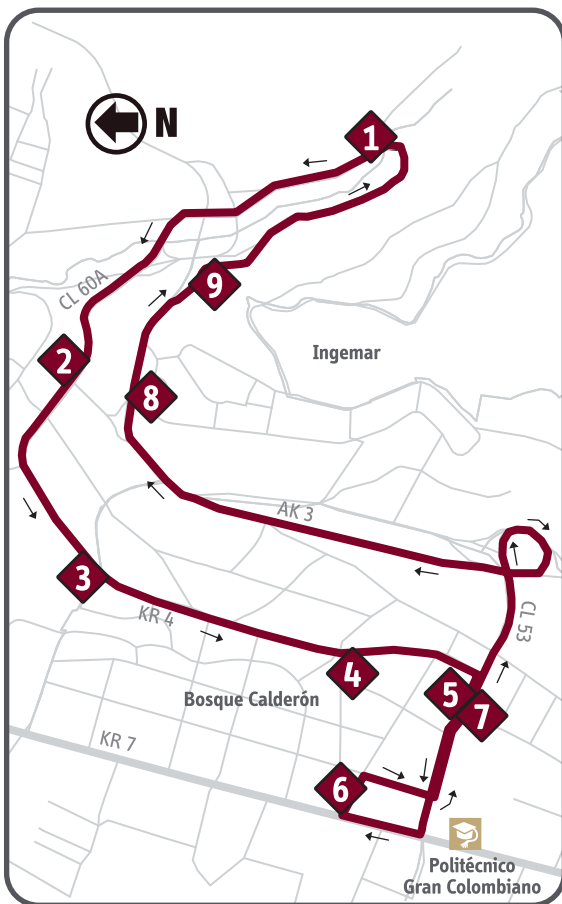 N
1
9
CL 60A
2
Ingemar
8
AK 3
3
CL 53
KR 4
4
5
7
Bosque Calderón
KR 7
6
Politécnico
Gran Colombiano